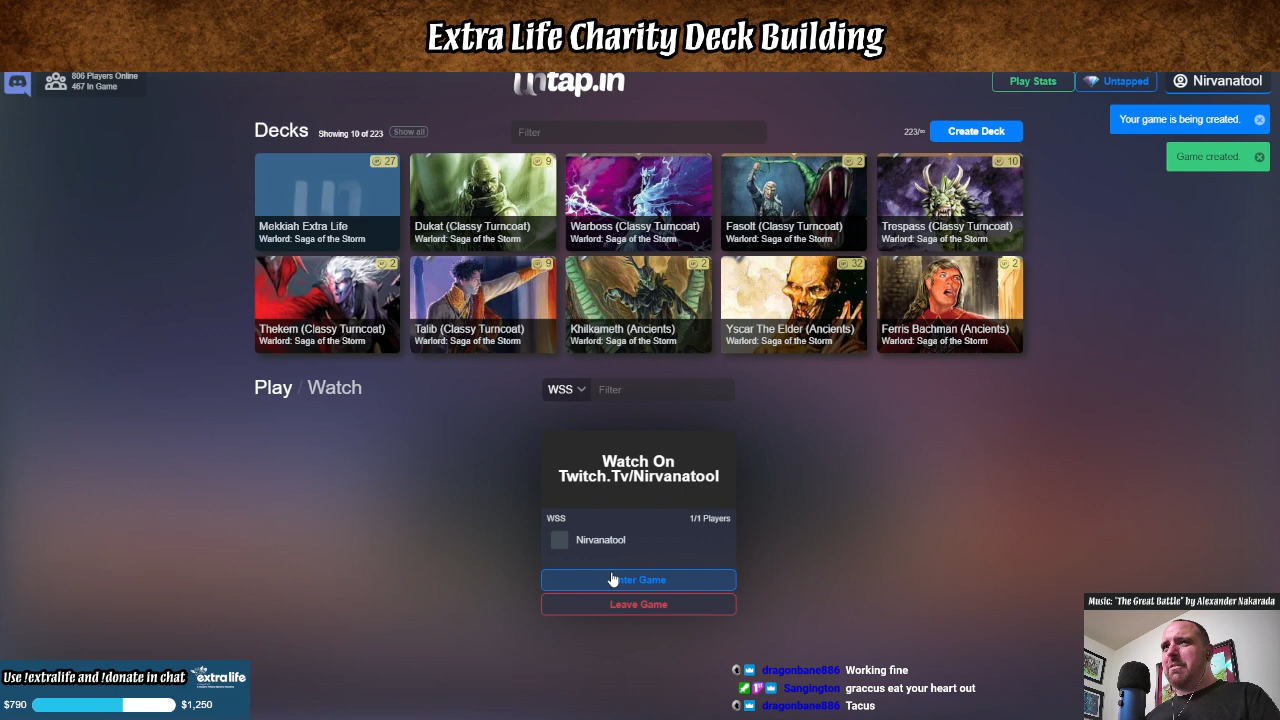 Extra Life Charity Deck Building
806 Players Online
467 In Game
untap.in
Play Stats
Untapped
Nirvanatool
Your game is being created.
Game created.
Decks Showing 10 of 223 Show all
Filter
223/∞
Create Deck
27
Mekkiah Extra Life
Warlord: Saga of the Storm
9
Dukat (Classy Turncoat)
Warlord: Saga of the Storm
2
Warboss (Classy Turncoat)
Warlord: Saga of the Storm
2
Fasolt (Classy Turncoat)
Warlord: Saga of the Storm
10
Trespass (Classy Turncoat)
Warlord: Saga of the Storm
2
Thekem (Classy Turncoat)
Warlord: Saga of the Storm
9
Talib (Classy Turncoat)
Warlord: Saga of the Storm
2
Khilkameth (Ancients)
Warlord: Saga of the Storm
32
Yscar The Elder (Ancients)
Warlord: Saga of the Storm
2
Ferris Bachman (Ancients)
Warlord: Saga of the Storm
Play / Watch
WSS
Filter
Watch On
Twitch.Tv/Nirvanatool
WSS 1/1 Players
Nirvanatool
Enter Game
Leave Game
Music: "The Great Battle" by Alexander Nakarada
Use !extralife and !donate in chat
extralife
$790 $1,250
dragonbane886 Working fine
Sangington graccus eat your heart out
dragonbane886 Tacus